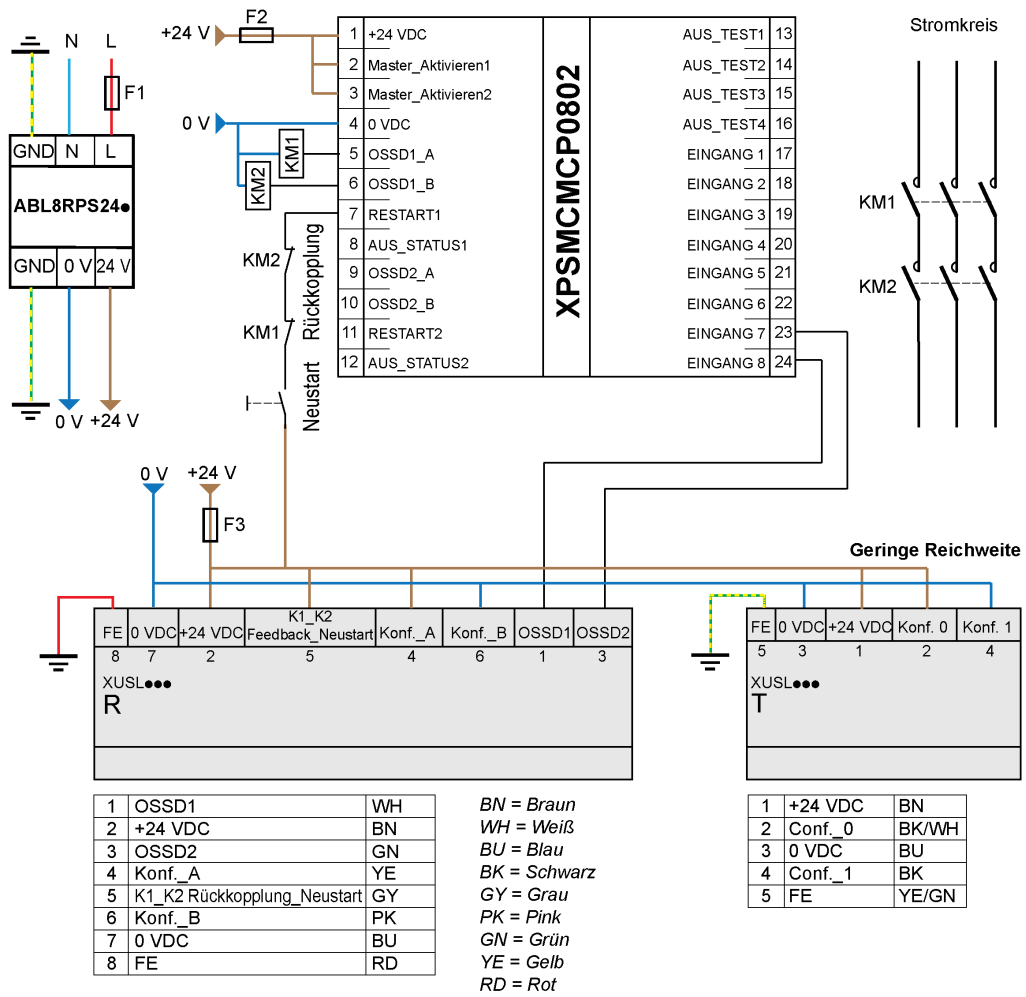 F2
+24 V
N
L
F1
GND N L
ABL8RPS24●
GND 0 V 24 V
0 V +24 V
0 V
KM1
KM2
1 +24 VDC
2 Master_Aktivieren1
3 Master_Aktivieren2
4 0 VDC
5 OSSD1_A
6 OSSD1_B
7 RESTART1
8 AUS_STATUS1
9 OSSD2_A
10 OSSD2_B
11 RESTART2
12 AUS_STATUS2
XPSMCMCP0802
AUS_TEST1 13
AUS_TEST2 14
AUS_TEST3 15
AUS_TEST4 16
EINGANG 1 17
EINGANG 2 18
EINGANG 3 19
EINGANG 4 20
EINGANG 5 21
EINGANG 6 22
EINGANG 7 23
EINGANG 8 24
KM2
KM1
Rückkopplung
Neustart
Stromkreis
KM1
KM2
0 V
+24 V
F3
Geringe Reichweite
FE 0 VDC +24 VDC K1_K2
Feedback_Neustart Konf._A Konf._B OSSD1 OSSD2
8 7 2 5 4 6 1 3
XUSL●●●
R
FE 0 VDC +24 VDC Konf. 0 Konf. 1
5 3 1 2 4
XUSL●●●
T
1 OSSD1 WH
2 +24 VDC BN
3 OSSD2 GN
4 Konf._A YE
5 K1_K2 Rückkopplung_Neustart GY
6 Konf._B PK
7 0 VDC BU
8 FE RD
BN = Braun
WH = Weiß
BU = Blau
BK = Schwarz
GY = Grau
PK = Pink
GN = Grün
YE = Gelb
RD = Rot
1 +24 VDC BN
2 Conf._0 BK/WH
3 0 VDC BU
4 Conf._1 BK
5 FE YE/GN